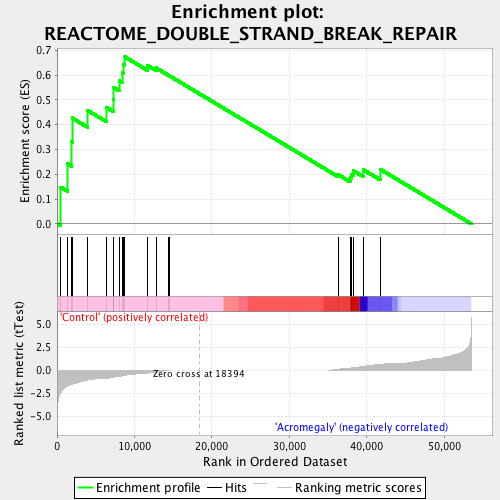 Enrichment plot:
REACTOME_DOUBLE_STRAND_BREAK_REPAIR
Enrichment score (ES)
0.7
0.6
0.5
0.4
0.3
0.2
0.1
0.0
Ranked list metric (tTest)
5.0
2.5
0.0
-2.5
-5.0
'Control' (positively correlated)
Zero cross at 18394
'Acromegaly' (negatively correlated)
0
10,000
20,000
30,000
40,000
50,000
Rank in Ordered Dataset
Enrichment profile
Hits
Ranking metric scores